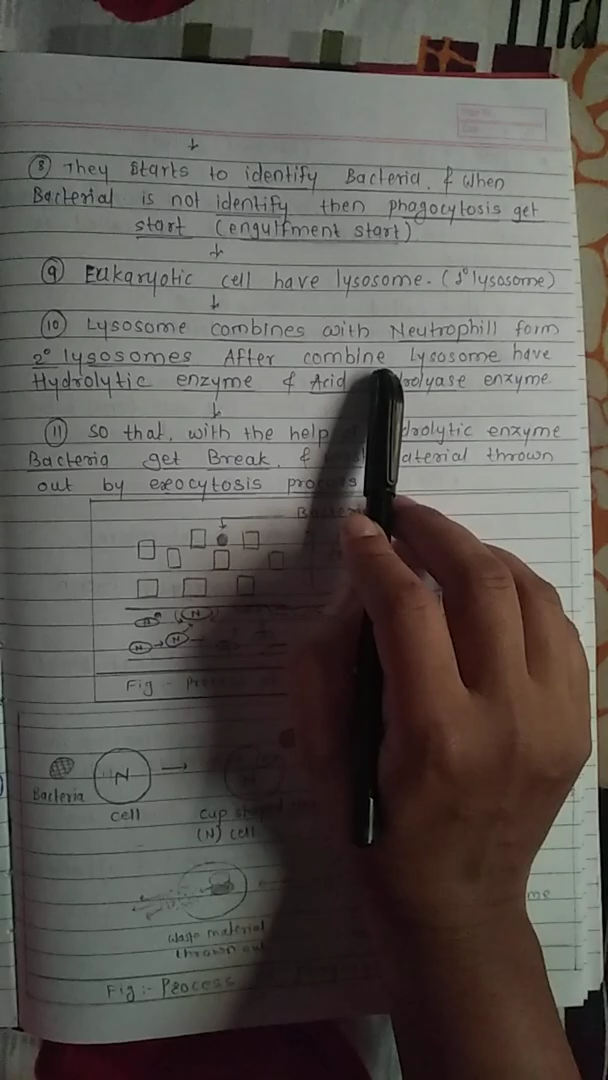 ⑧ They Starts to identify Bacteria. & When
Bacterial is not identify then phagocytosis get
start (engulfment start)
⑨ Eukaryotic cell have lysosome. (1° lysosome)
⑩ Lysosome combines with Neutrophill form
2° lysosomes After combine Lysosome have
Hydrolytic enzyme & Acid enzyme.
⑪ so that, with the help enzyme
Bacteria get Break, & thrown
out by exocytosis
N N
N N
Fig :-
N
Bacteria
cell
cup
(N) cell
waste material
thrown out
Fig :- Process